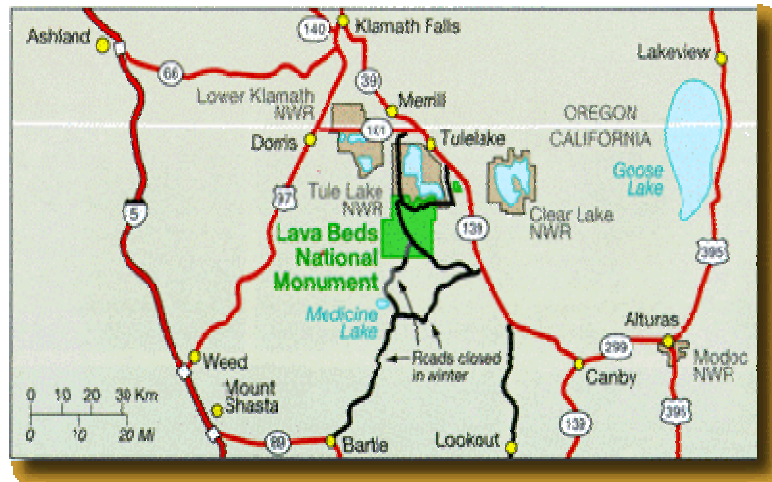 Ashland
140
Klamath Falls
Lakeview
66
39
Lower Klamath
NWR
Merrill
OREGON
161
Dorris
Tulelake
CALIFORNIA
Goose
Lake
97
Tule Lake
NWR
Clear Lake
NWR
5
139
Lava Beds
National
Monument
395
Medicine
Lake
Alturas
299
Weed
Roads closed
in winter
Modoc
NWR
Canby
0 10 20 30 Km
Mount
Shasta
395
0 10 20 Mi
139
89
Bartle
Lookout